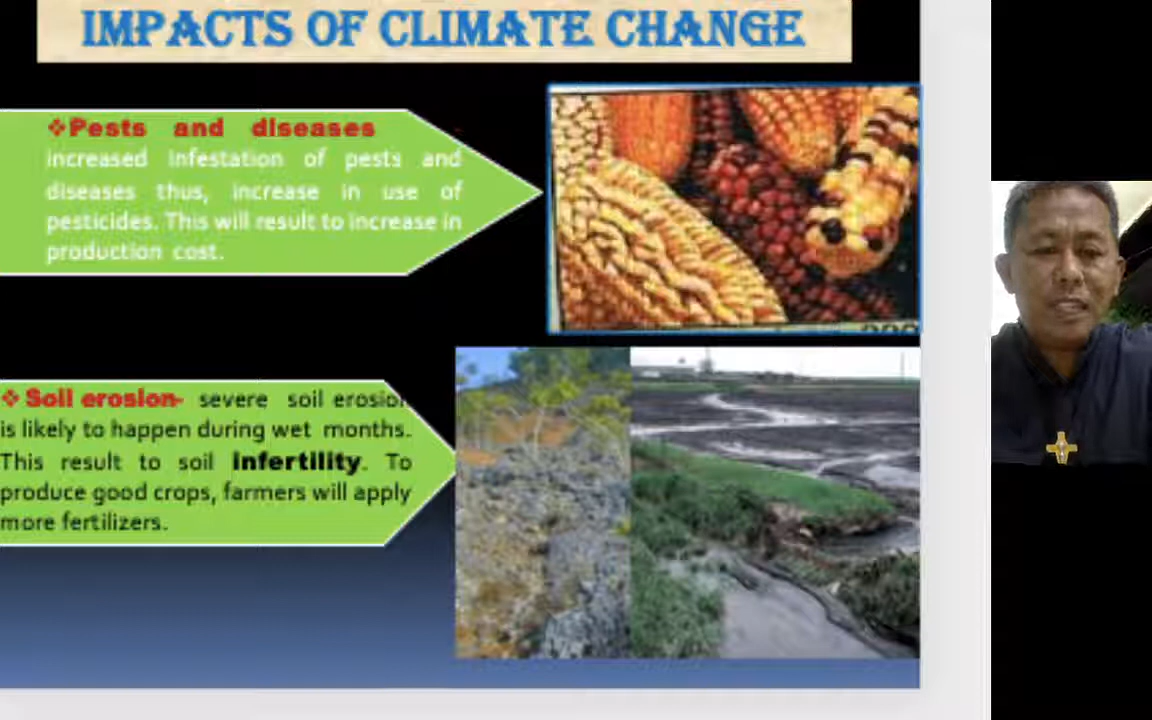 IMPACTS OF CLIMATE CHANGE
❖Pests and diseases
increased infestation of pests and
diseases thus, increase in use of
pesticides. This will result to increase in
production cost.
❖ Soil erosion- severe soil erosion
is likely to happen during wet months.
This result to soil infertility. To
produce good crops, farmers will apply
more fertilizers.